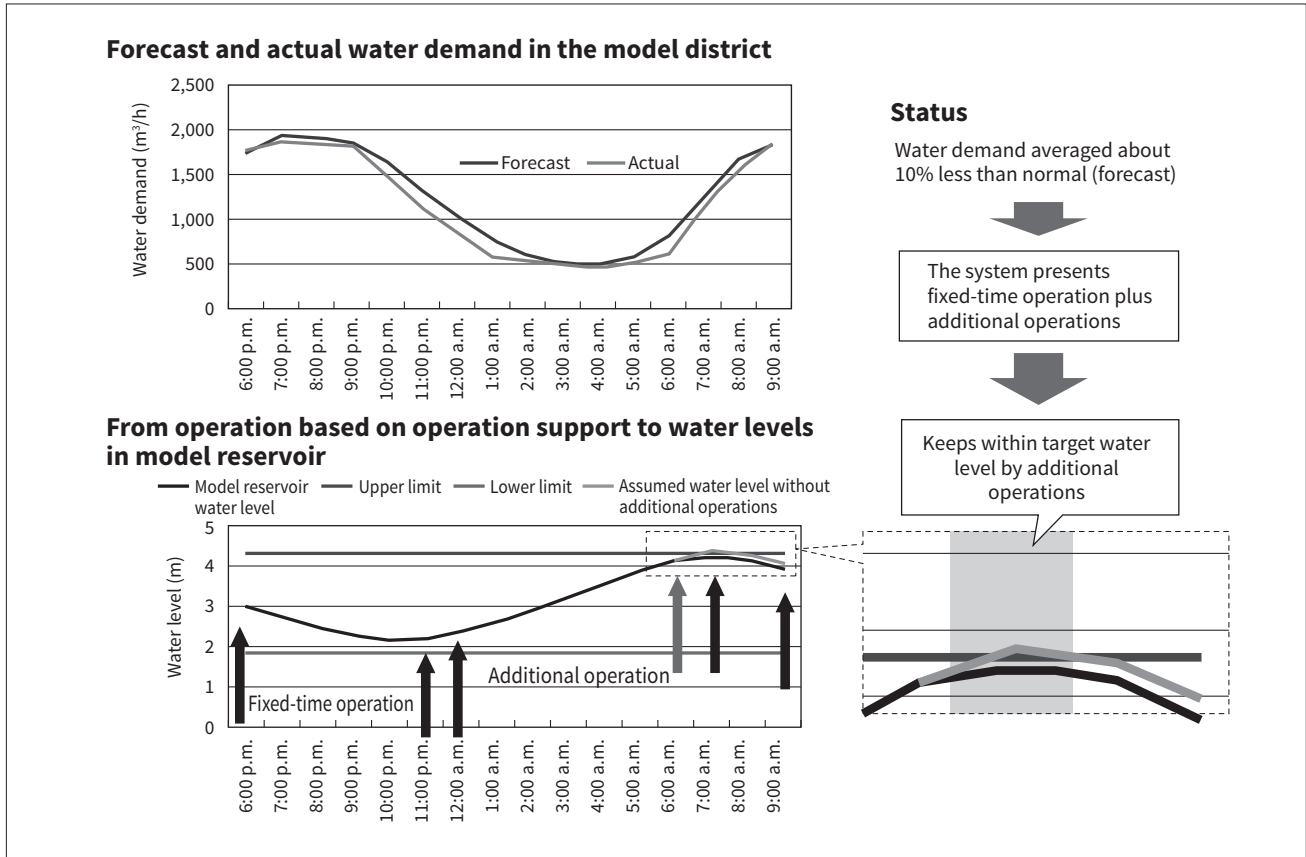 Forecast and actual water demand in the model district
Water demand (m³/h)
2,500
2,000
1,500
1,000
500
0
Forecast
Actual
6:00 p.m.
7:00 p.m.
8:00 p.m.
9:00 p.m.
10:00 p.m.
11:00 p.m.
12:00 a.m.
1:00 a.m.
2:00 a.m.
3:00 a.m.
4:00 a.m.
5:00 a.m.
6:00 a.m.
7:00 a.m.
8:00 a.m.
9:00 a.m.
From operation based on operation support to water levels
in model reservoir
Model reservoir
water level
Upper limit
Lower limit
Assumed water level without
additional operations
Water level (m)
5
4
3
2
1
0
Additional operation
Fixed-time operation
6:00 p.m.
7:00 p.m.
8:00 p.m.
9:00 p.m.
10:00 p.m.
11:00 p.m.
12:00 a.m.
1:00 a.m.
2:00 a.m.
3:00 a.m.
4:00 a.m.
5:00 a.m.
6:00 a.m.
7:00 a.m.
8:00 a.m.
9:00 a.m.
Status
Water demand averaged about
10% less than normal (forecast)
The system presents
fixed-time operation plus
additional operations
Keeps within target water
level by additional
operations